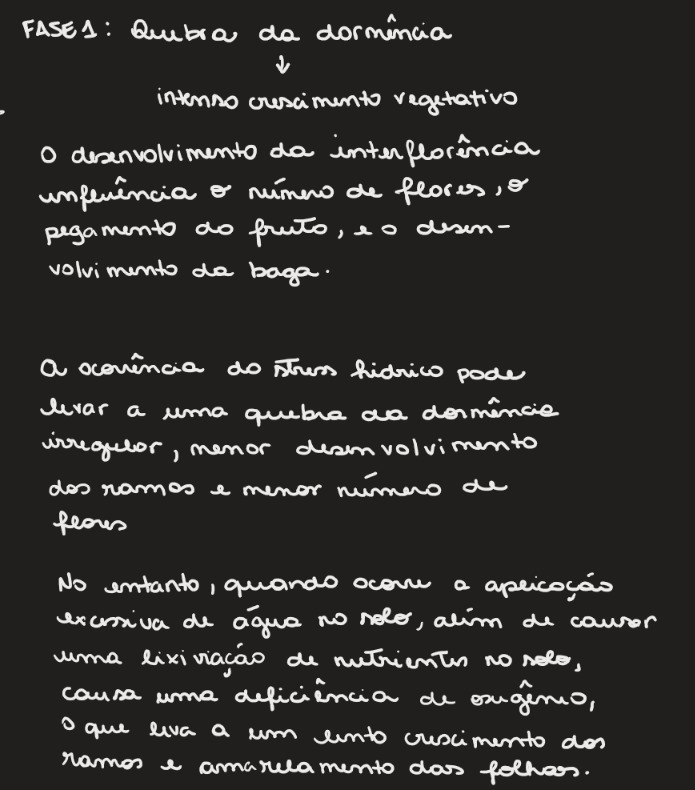 FASE 1: Quebra da dormência
↓
intenso crescimento vegetativo
O desenvolvimento da interflorência
infuência o número de flores, o
pegamento do fruto, e o desen-
volvimento da baga.
A ocorrência do stress hídrico pode
levar a uma quebra da dormência
irregular, menor desenvolvimento
dos ramos e menor número de
flores
No entanto, quando ocorre a aplicação
excessiva de água no solo, além de causar
uma lixiviação de nutrientes no solo,
causa uma deficiência de oxigênio,
o que leva a um lento crescimento dos
ramos e amarelamento das folhas.